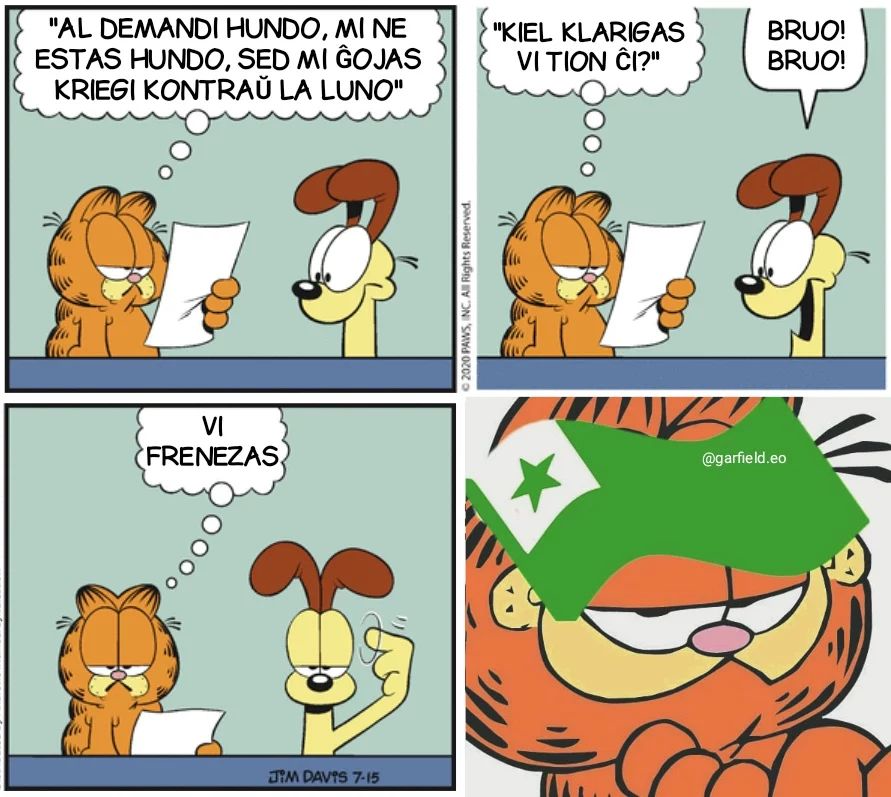 "AL DEMANDI HUNDO, MI NE
ESTAS HUNDO, SED MI ĜOJAS
KRIEGI KONTRAŬ LA LUNO"
"KIEL KLARIGAS
VI TION ĈI?"
BRUO!
BRUO!
© 2020 PAWS, INC. All Rights Reserved.
VI
FRENEZAS
JIM DAVIS 7-15
@garfield.eo